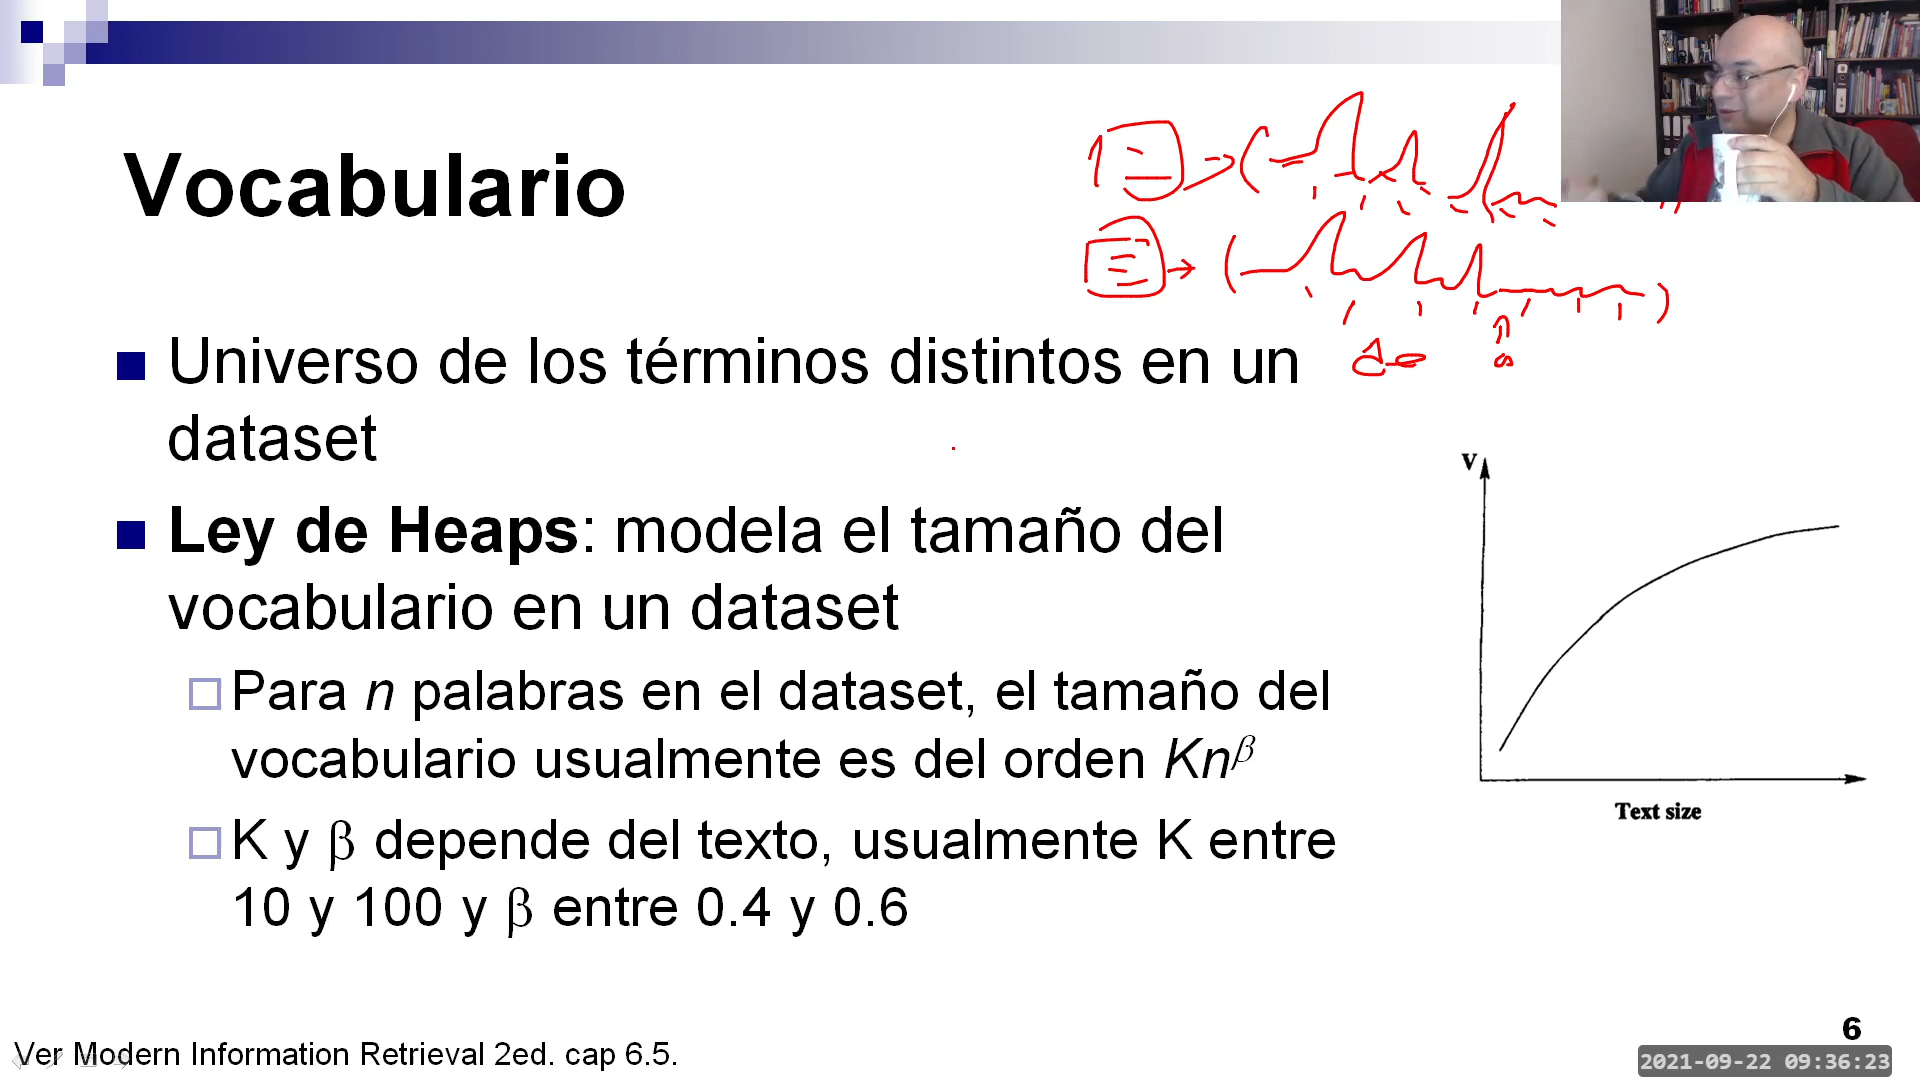 Vocabulario
Universo de los términos distintos en un
dataset
Ley de Heaps: modela el tamaño del
vocabulario en un dataset
Para n palabras en el dataset, el tamaño del
vocabulario usualmente es del orden Knᵝ
K y β depende del texto, usualmente K entre
10 y 100 y β entre 0.4 y 0.6
V
Text size
6
Ver Modern Information Retrieval 2ed. cap 6.5.
2021-09-22 09:36:23